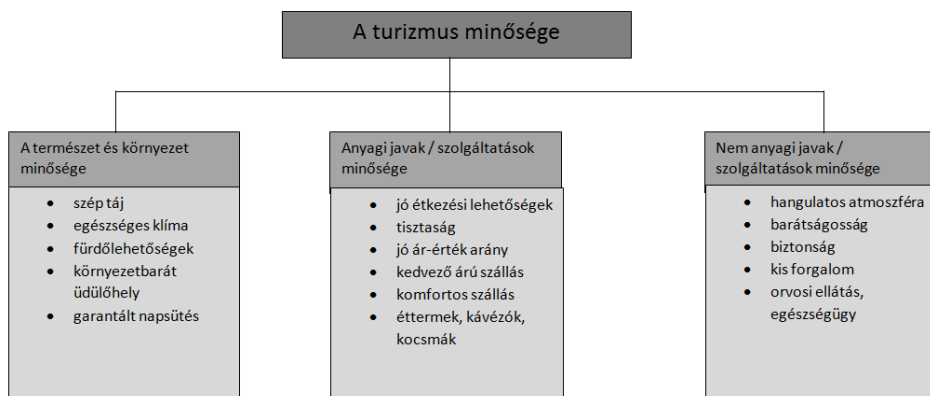 A turizmus minősége
A természet és környezet
minősége
• szép táj
• egészséges klíma
• fürdőlehetőségek
• környezetbarát
üdülőhely
• garantált napsütés
Anyagi javak / szolgáltatások
minősége
• jó étkezési lehetőségek
• tisztaság
• jó ár-érték arány
• kedvező árú szállás
• komfortos szállás
• éttermek, kávézók,
kocsmák
Nem anyagi javak /
szolgáltatások minősége
• hangulatos atmoszféra
• barátságosság
• biztonság
• kis forgalom
• orvosi ellátás,
egészségügy